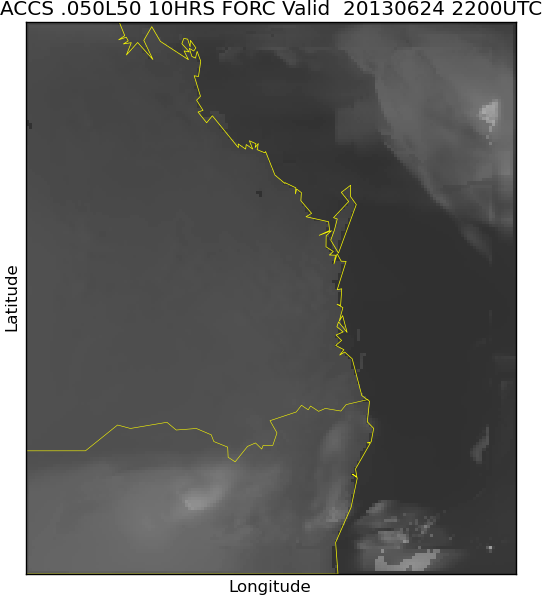 ACCS .050L50 10HRS FORC Valid  20130624 2200UTC
Latitude
Longitude